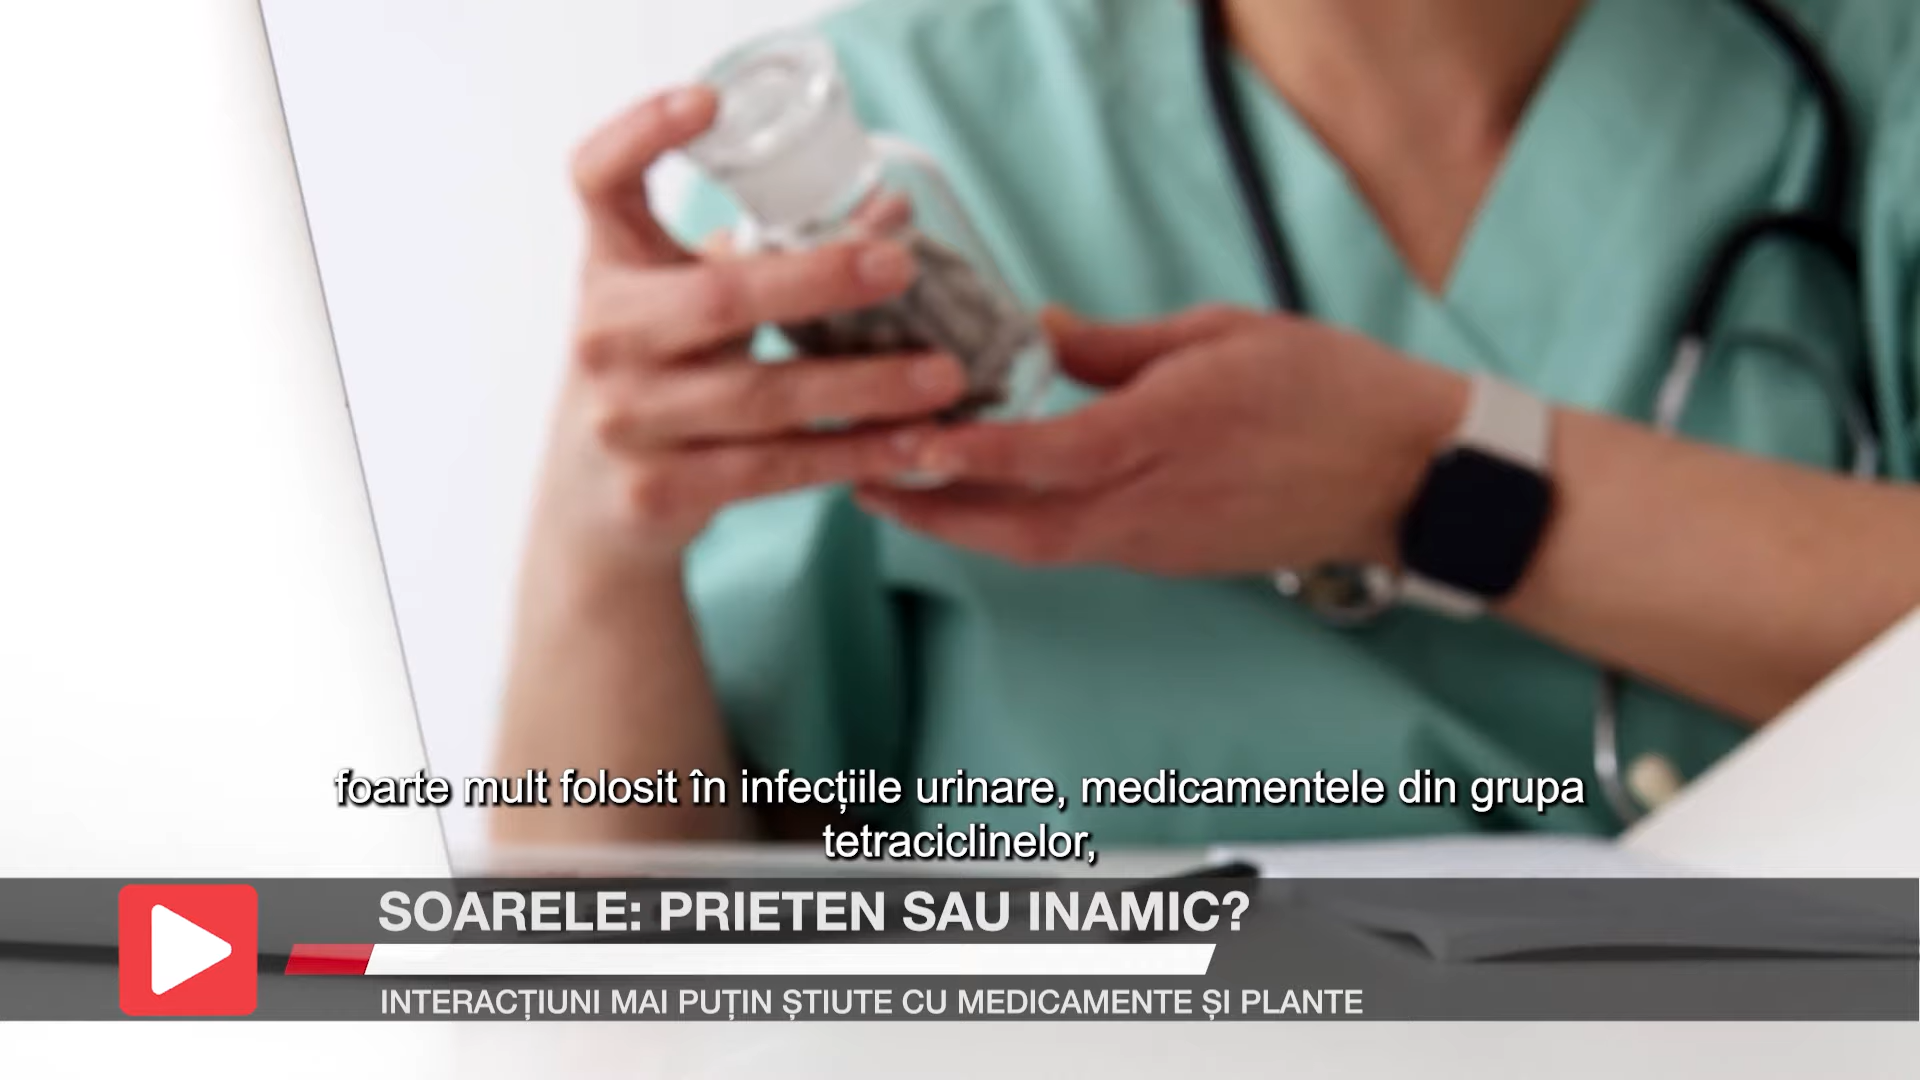 foarte mult folosit în infecțiile urinare, medicamentele din grupa
tetraciclinelor,
SOARELE: PRIETEN SAU INAMIC?
INTERACȚIUNI MAI PUȚIN ȘTIUTE CU MEDICAMENTE ȘI PLANTE